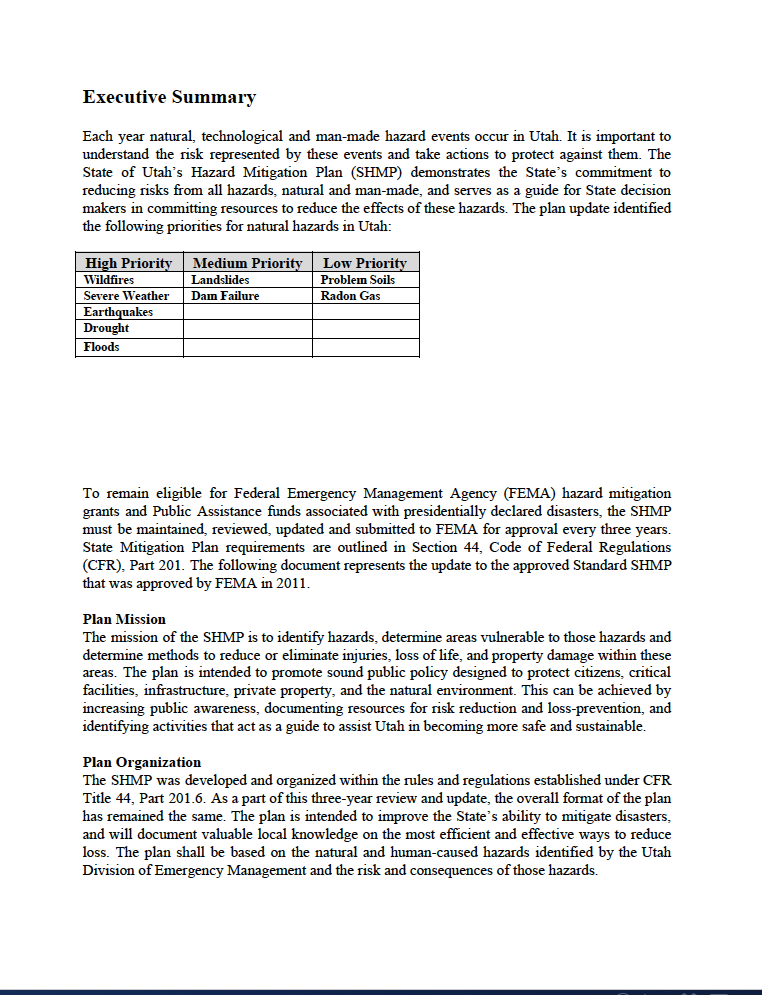 Executive Summary
Each year natural, technological and man-made hazard events occur in Utah. It is important to
understand the risk represented by these events and take actions to protect against them. The
State of Utah's Hazard Mitigation Plan (SHMP) demonstrates the State's commitment to
reducing risks from all hazards, natural and man-made, and serves as a guide for State decision
makers in committing resources to reduce the effects of these hazards. The plan update identified
the following priorities for natural hazards in Utah:
High Priority Medium Priority Low Priority
Wildfires Landslides Problem Soils
Severe Weather Dam Failure Radon Gas
Earthquakes
Drought
Floods
To remain eligible for Federal Emergency Management Agency (FEMA) hazard mitigation
grants and Public Assistance funds associated with presidentially declared disasters, the SHMP
must be maintained, reviewed, updated and submitted to FEMA for approval every three years.
State Mitigation Plan requirements are outlined in Section 44, Code of Federal Regulations
(CFR), Part 201. The following document represents the update to the approved Standard SHMP
that was approved by FEMA in 2011.
Plan Mission
The mission of the SHMP is to identify hazards, determine areas vulnerable to those hazards and
determine methods to reduce or eliminate injuries, loss of life, and property damage within these
areas. The plan is intended to promote sound public policy designed to protect citizens, critical
facilities, infrastructure, private property, and the natural environment. This can be achieved by
increasing public awareness, documenting resources for risk reduction and loss-prevention, and
identifying activities that act as a guide to assist Utah in becoming more safe and sustainable.
Plan Organization
The SHMP was developed and organized within the rules and regulations established under CFR
Title 44, Part 201.6. As a part of this three-year review and update, the overall format of the plan
has remained the same. The plan is intended to improve the State's ability to mitigate disasters,
and will document valuable local knowledge on the most efficient and effective ways to reduce
loss. The plan shall be based on the natural and human-caused hazards identified by the Utah
Division of Emergency Management and the risk and consequences of those hazards.